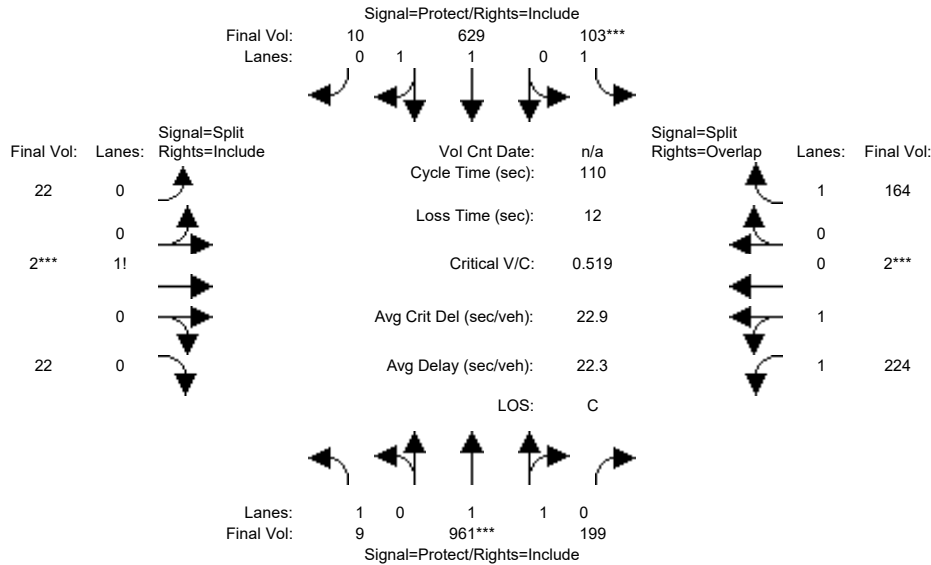 Signal=Protect/Rights=Include
Final Vol: 10 629 103***
Lanes: 0 1 1 0 1
Signal=Split Signal=Split
Final Vol: Lanes: Rights=Include Vol Cnt Date: n/a Rights=Overlap Lanes: Final Vol:
Cycle Time (sec): 110
22 0 1 164
Loss Time (sec): 12
0 0
2*** 1! Critical V/C: 0.519 0 2***
0 Avg Crit Del (sec/veh): 22.9 1
22 0 Avg Delay (sec/veh): 22.3 1 224
LOS: C
Lanes: 1 0 1 1 0
Final Vol: 9 961*** 199
Signal=Protect/Rights=Include